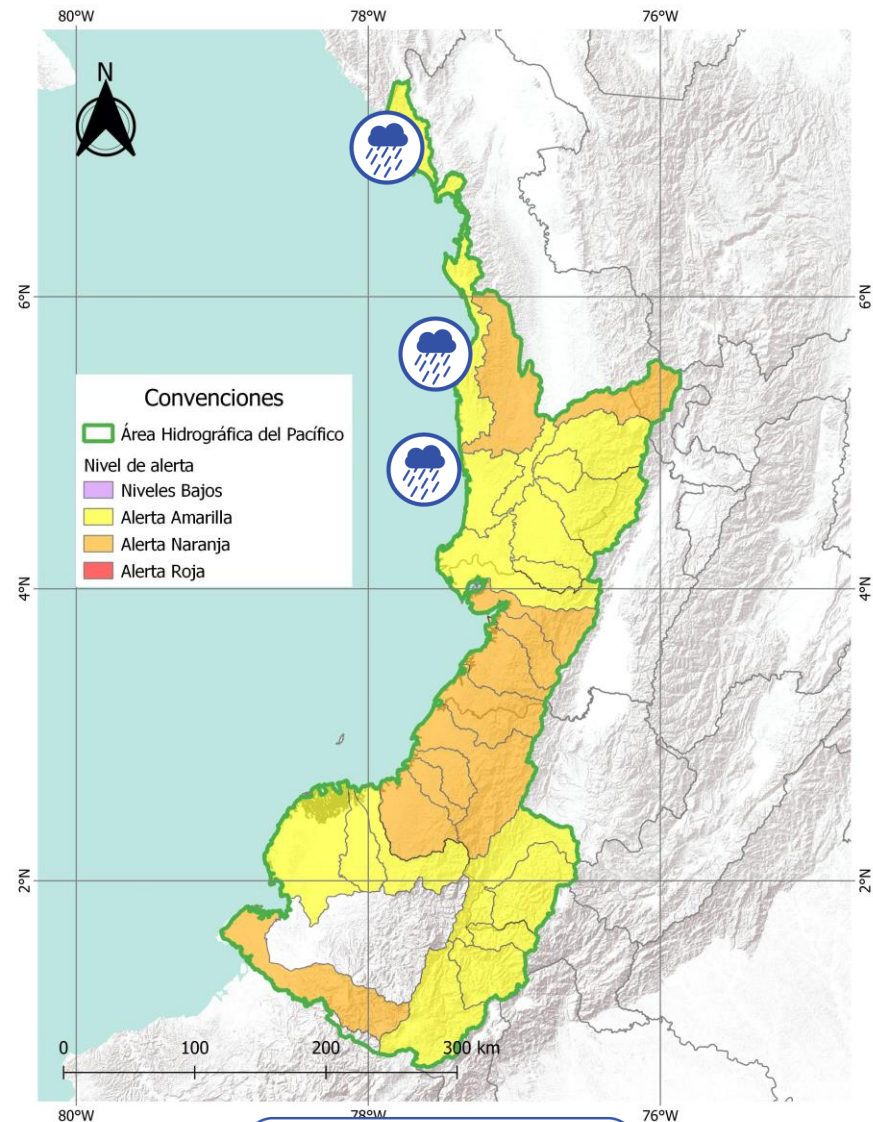 80°W 78°W 76°W
N
6°N 6°N
Convenciones
Área Hidrográfica del Pacífico
Nivel de alerta
Niveles Bajos
Alerta Amarilla
Alerta Naranja
Alerta Roja
4°N 4°N
2°N 2°N
0 100 200 300 km
80°W 78°W 76°W